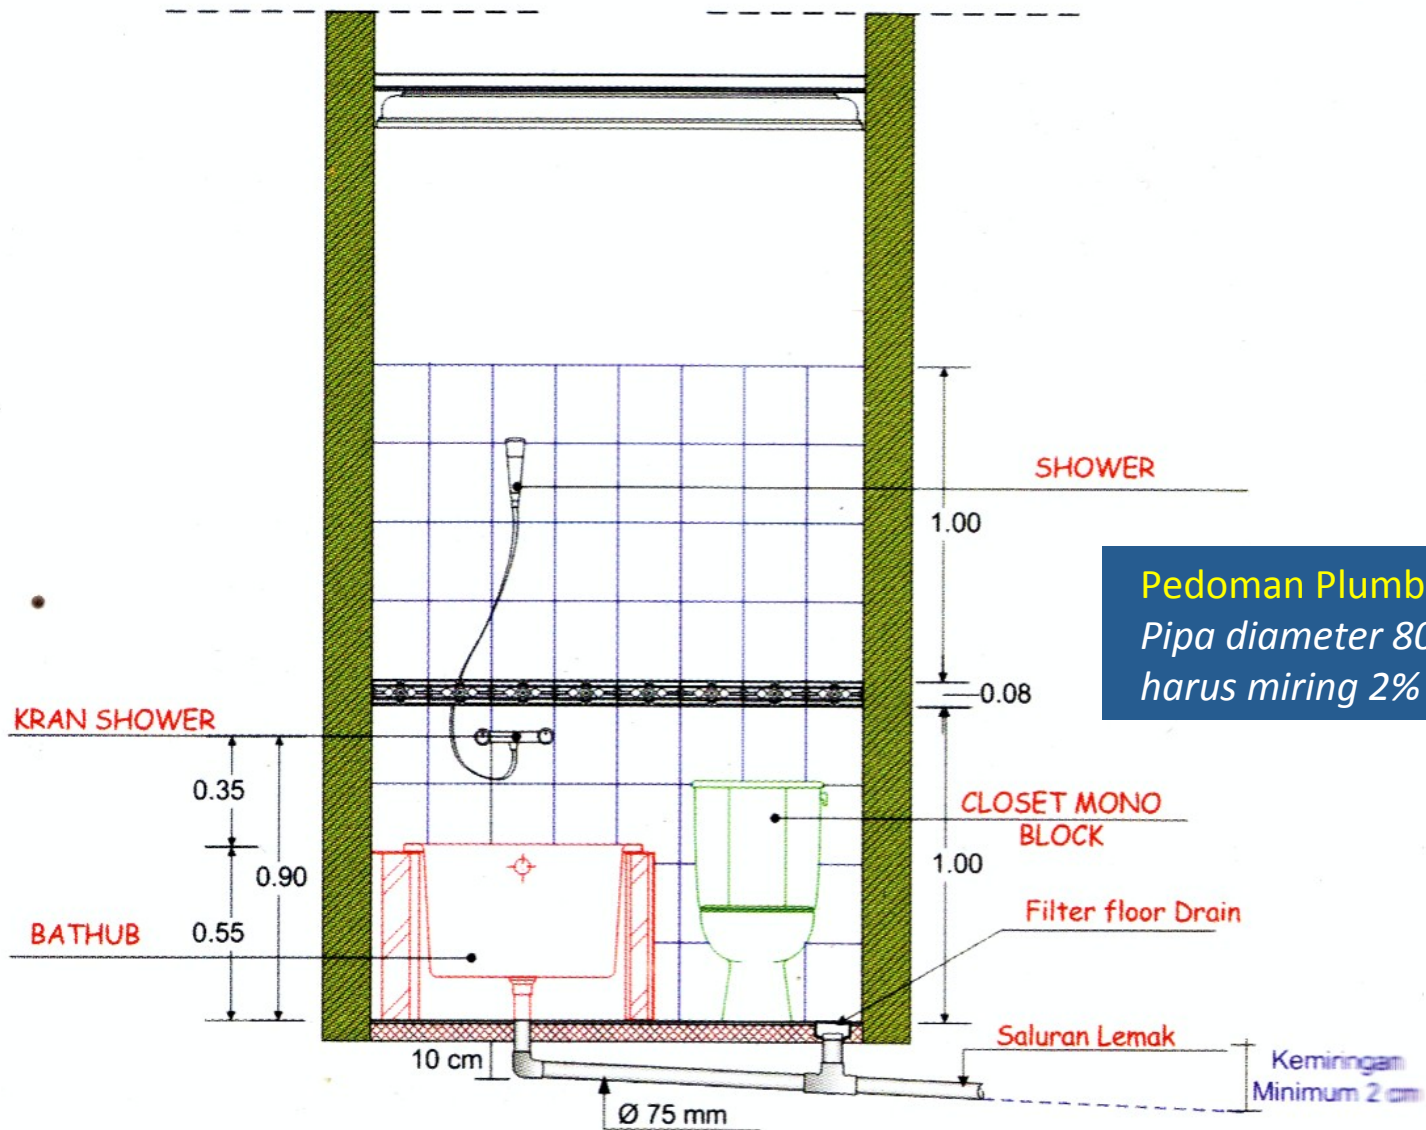 SHOWER
1.00
Pedoman Plumb
Pipa diameter 80
harus miring 2%
0.08
KRAN SHOWER
0.35
CLOSET MONO
BLOCK
0.90
1.00
0.55
BATHUB
Filter floor Drain
Saluran Lemak
10 cm
Kemiringan
Minimum 2 cm
Ø 75 mm